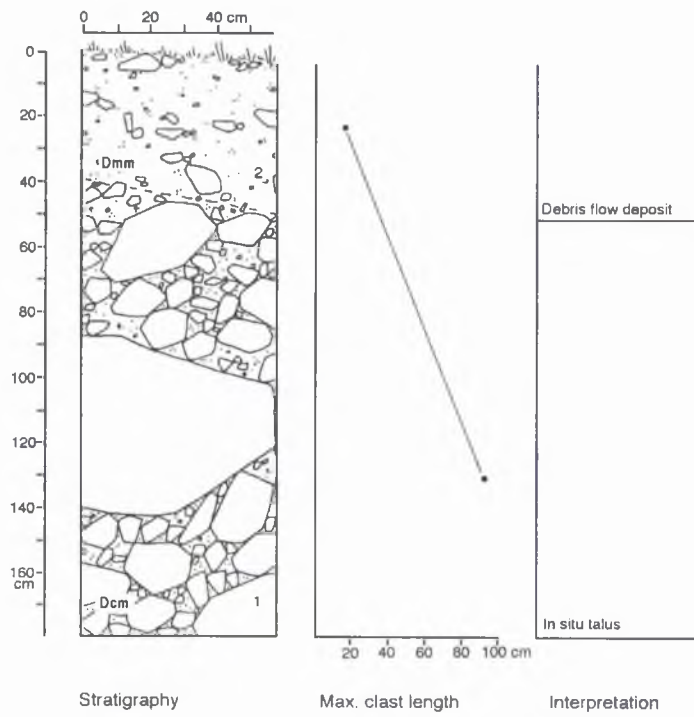 0 40 cm
0
20
40
60
80
100
120
140
160
cm
Dmm
2
Dcm
1
20 40 60 80 100 cm
Debris flow deposit
In situ talus
Stratigraphy
Max. clast length
Interpretation